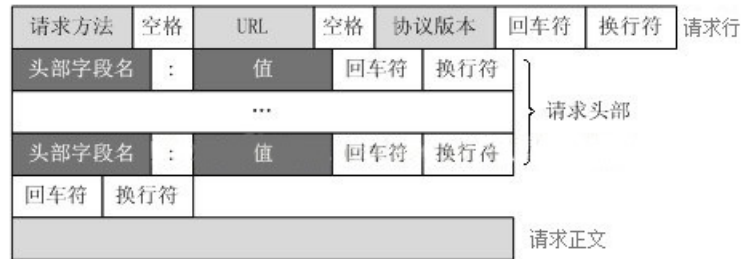 请求方法 空格 URL 空格 协议版本 回车符 换行符 请求行
头部字段名 : 值 回车符 换行符
… 请求头部
头部字段名 : 值 回车符 换行符
回车符 换行符
请求正文